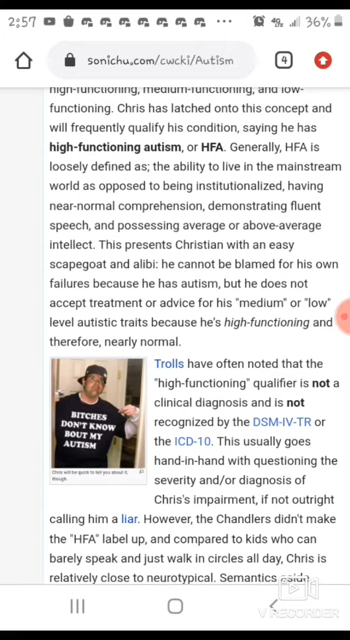 2:57
36%
sonichu.com/cwcki/Autism
4
high-functioning, medium-functioning, and low-
functioning. Chris has latched onto this concept and
will frequently qualify his condition, saying he has
high-functioning autism, or HFA. Generally, HFA is
loosely defined as; the ability to live in the mainstream
world as opposed to being institutionalized, having
near-normal comprehension, demonstrating fluent
speech, and possessing average or above-average
intellect. This presents Christian with an easy
scapegoat and alibi: he cannot be blamed for his own
failures because he has autism, but he does not
accept treatment or advice for his "medium" or "low"
level autistic traits because he's high-functioning and
therefore, nearly normal.
BITCHES
DON'T KNOW
BOUT MY
AUTISM
Chris will be quick to tell you about it,
though.
Trolls have often noted that the
"high-functioning" qualifier is not a
clinical diagnosis and is not
recognized by the DSM-IV-TR or
the ICD-10. This usually goes
hand-in-hand with questioning the
severity and/or diagnosis of
Chris's impairment, if not outright
calling him a liar. However, the Chandlers didn't make
the "HFA" label up, and compared to kids who can
barely speak and just walk in circles all day, Chris is
relatively close to neurotypical. Semantics aside
V RECORDER